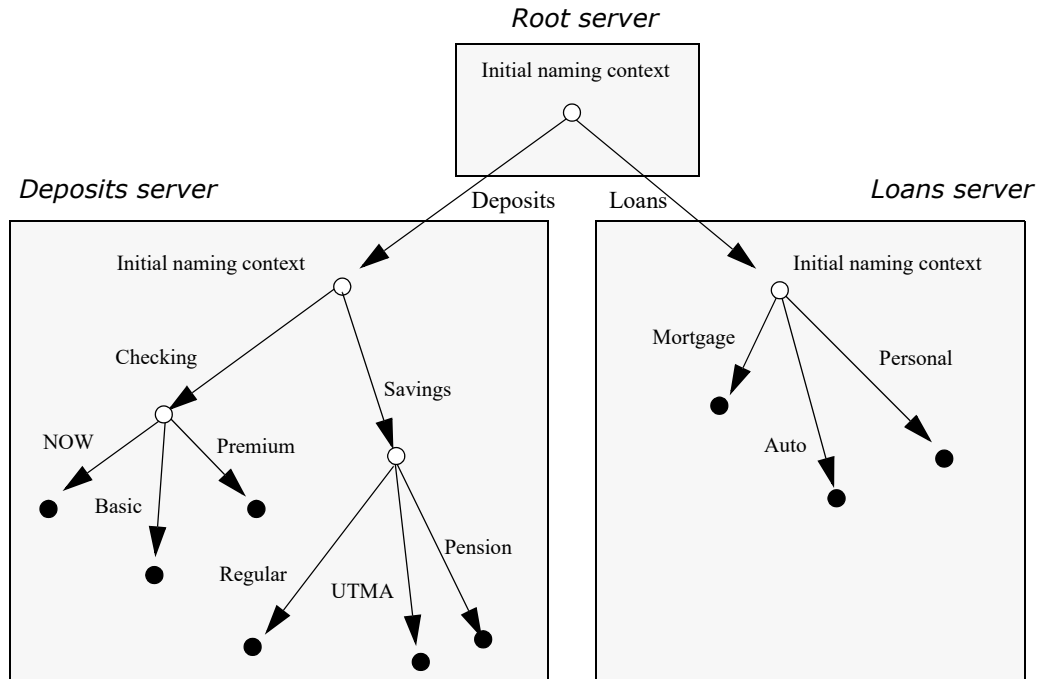 Root server
Initial naming context
Deposits server
Loans server
Deposits
Loans
Initial naming context
Initial naming context
Mortgage
Checking
Personal
Savings
NOW
Premium
Auto
Basic
Pension
Regular
UTMA